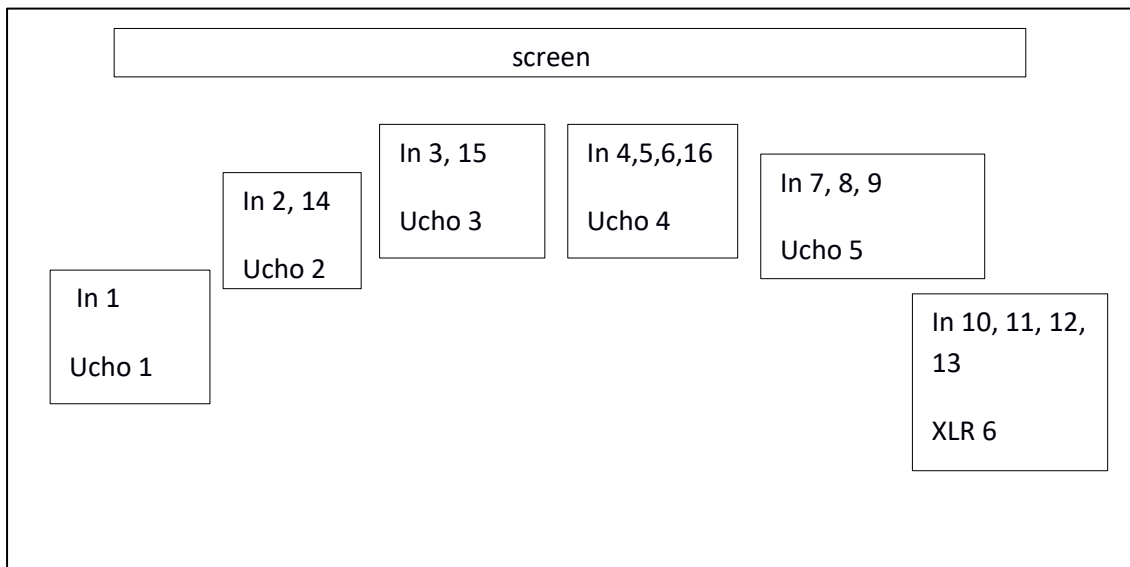 screen
In 1
Ucho 1
In 2, 14
Ucho 2
In 3, 15
Ucho 3
In 4,5,6,16
Ucho 4
In 7, 8, 9
Ucho 5
In 10, 11, 12,
13
XLR 6